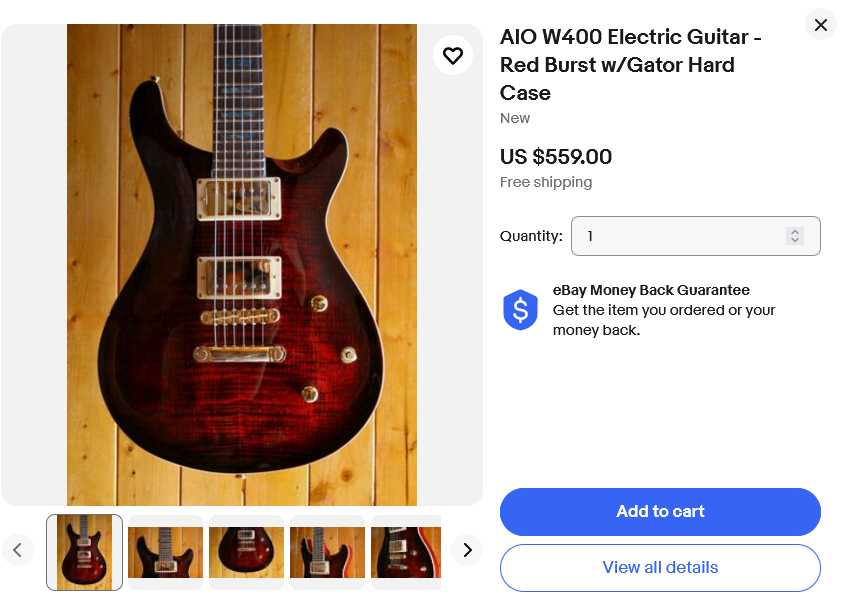 AIO W400 Electric Guitar -
Red Burst w/Gator Hard
Case
New
US $559.00
Free shipping
Quantity: 1
eBay Money Back Guarantee
Get the item you ordered or your
money back.
Add to cart
View all details